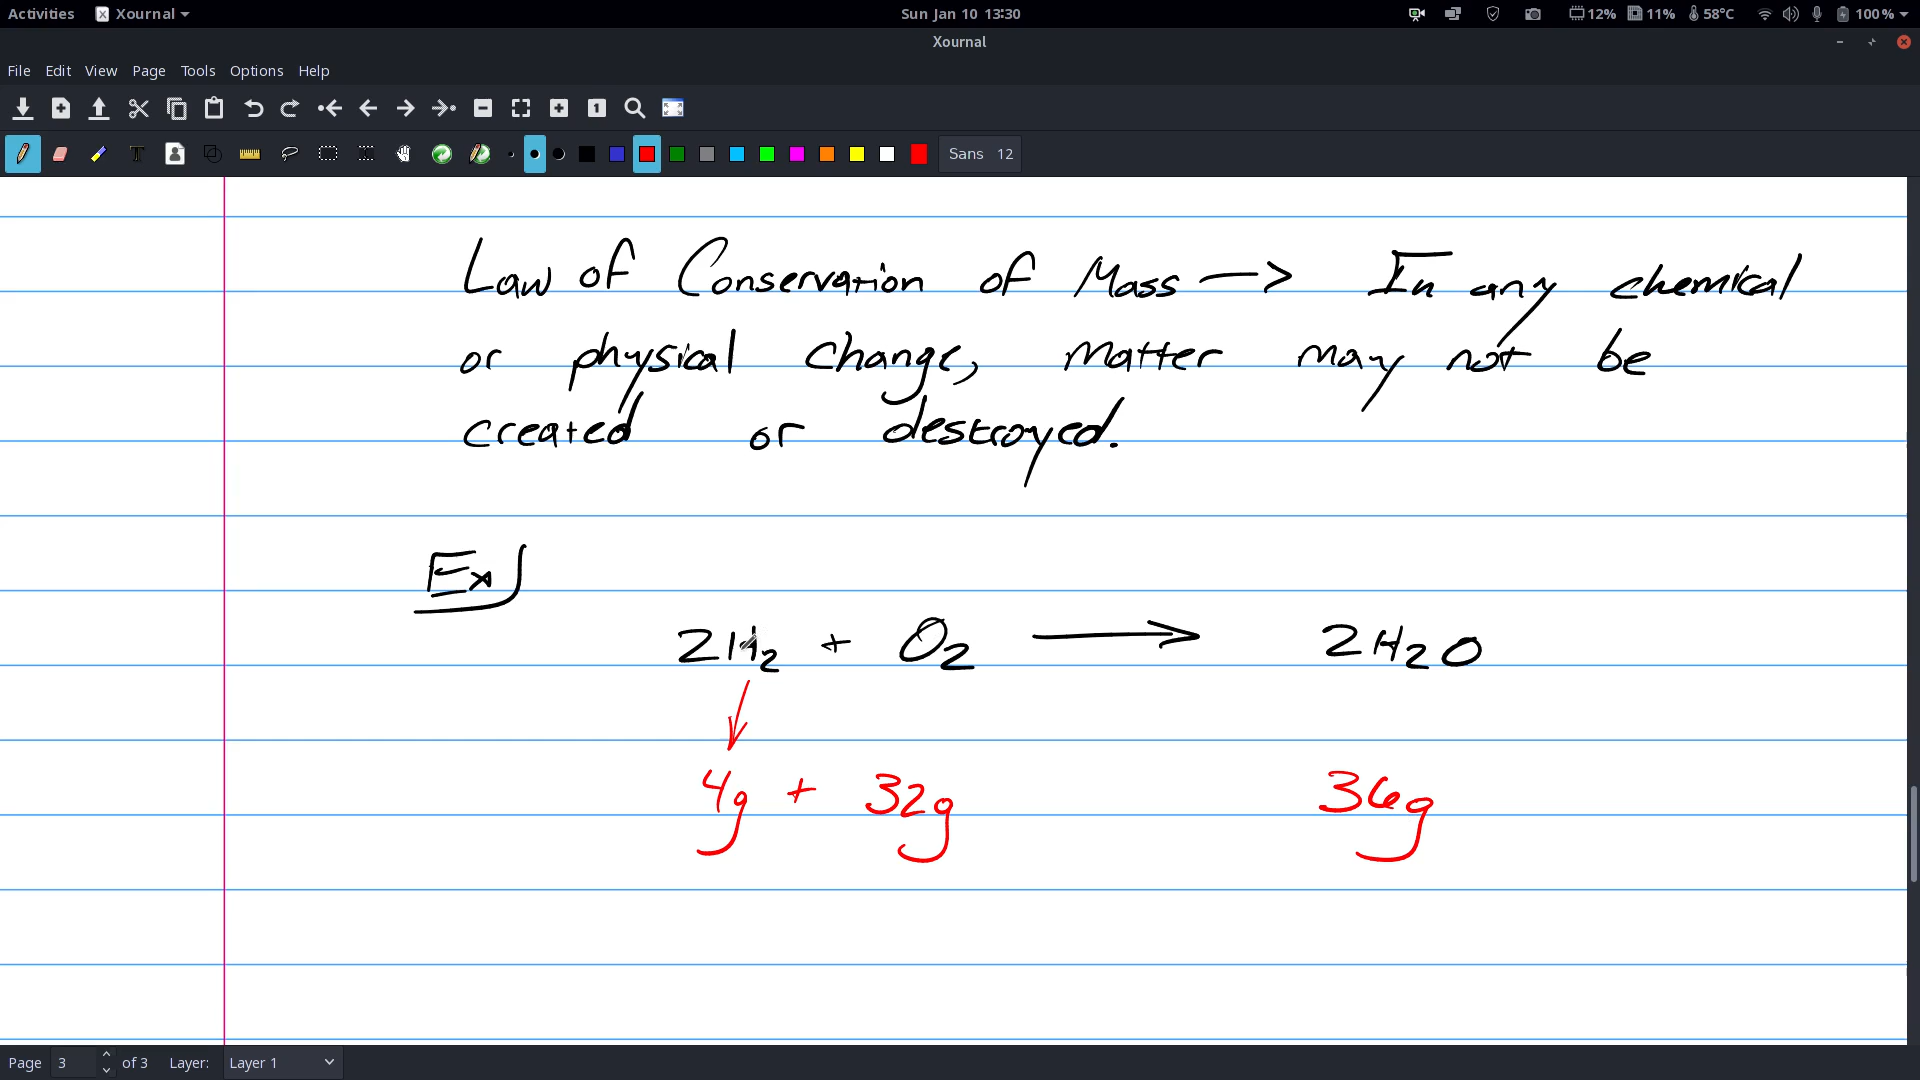 Activities Xournal Sun Jan 10 13:30 12% 11% 58°C 100%
Xournal
File Edit View Page Tools Options Help
Sans 12
Law of Conservation of Mass —> In any chemical
or physical change, matter may not be
created or destroyed.
Ex)
2H₂ + O₂ ⟶ 2H₂O
4g + 32g 36g
Page 3 of 3 Layer: Layer 1